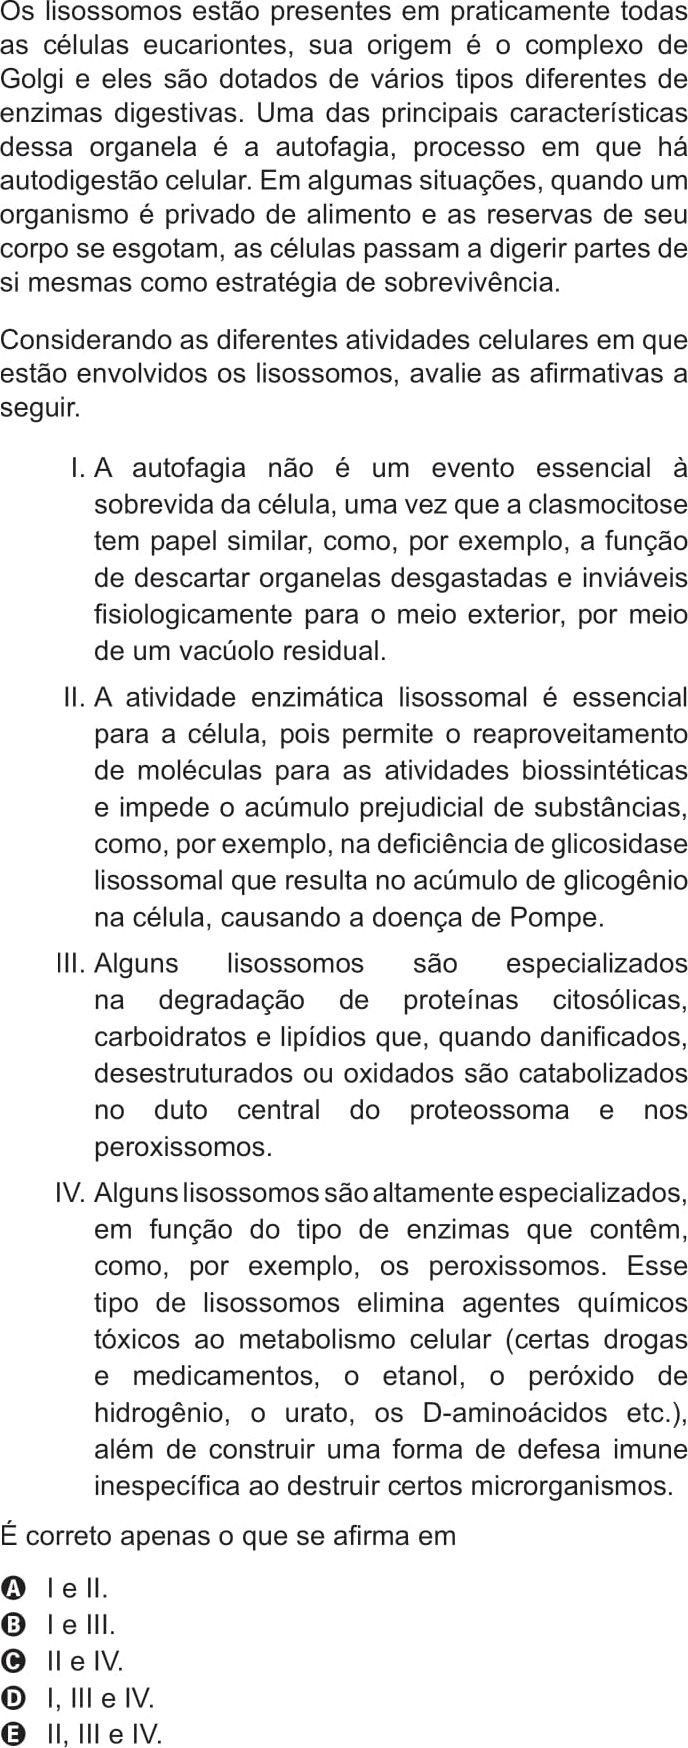 Os lisossomos estão presentes em praticamente todas
as células eucariontes, sua origem é o complexo de
Golgi e eles são dotados de vários tipos diferentes de
enzimas digestivas. Uma das principais características
dessa organela é a autofagia, processo em que há
autodigestão celular. Em algumas situações, quando um
organismo é privado de alimento e as reservas de seu
corpo se esgotam, as células passam a digerir partes de
si mesmas como estratégia de sobrevivência.
Considerando as diferentes atividades celulares em que
estão envolvidos os lisossomos, avalie as afirmativas a
seguir.
I. A autofagia não é um evento essencial à
sobrevida da célula, uma vez que a clasmocitose
tem papel similar, como, por exemplo, a função
de descartar organelas desgastadas e inviáveis
fisiologicamente para o meio exterior, por meio
de um vacúolo residual.
II. A atividade enzimática lisossomal é essencial
para a célula, pois permite o reaproveitamento
de moléculas para as atividades biossintéticas
e impede o acúmulo prejudicial de substâncias,
como, por exemplo, na deficiência de glicosidase
lisossomal que resulta no acúmulo de glicogênio
na célula, causando a doença de Pompe.
III. Alguns lisossomos são especializados
na degradação de proteínas citosólicas,
carboidratos e lipídios que, quando danificados,
desestruturados ou oxidados são catabolizados
no duto central do proteossoma e nos
peroxissomos.
IV. Alguns lisossomos são altamente especializados,
em função do tipo de enzimas que contêm,
como, por exemplo, os peroxissomos. Esse
tipo de lisossomos elimina agentes químicos
tóxicos ao metabolismo celular (certas drogas
e medicamentos, o etanol, o peróxido de
hidrogênio, o urato, os D-aminoácidos etc.),
além de construir uma forma de defesa imune
inespecífica ao destruir certos microrganismos.
É correto apenas o que se afirma em
A I e II.
B I e III.
C II e IV.
D I, III e IV.
E II, III e IV.